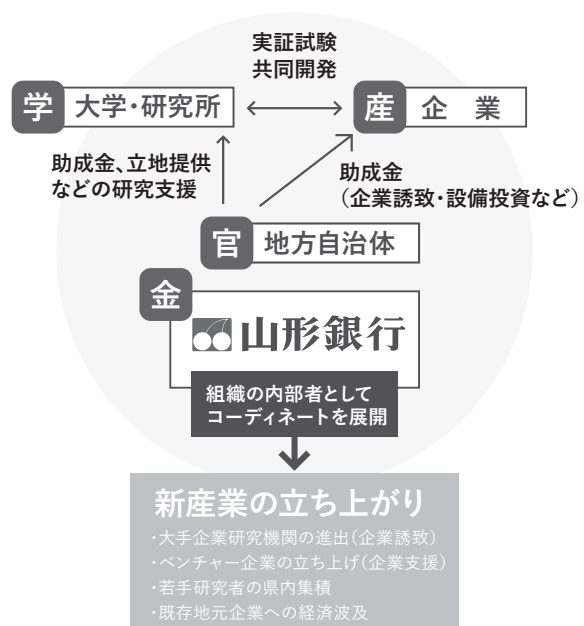 実証試験
共同開発
学 大学・研究所
産 企業
助成金、立地提供
などの研究支援
助成金
（企業誘致・設備投資など）
官 地方自治体
金
山形銀行
組織の内部者として
コーディネートを展開
新産業の立ち上がり
・大手企業研究機関の進出（企業誘致）
・ベンチャー企業の立ち上げ（企業支援）
・若手研究者の県内集積
・既存地元企業への経済波及